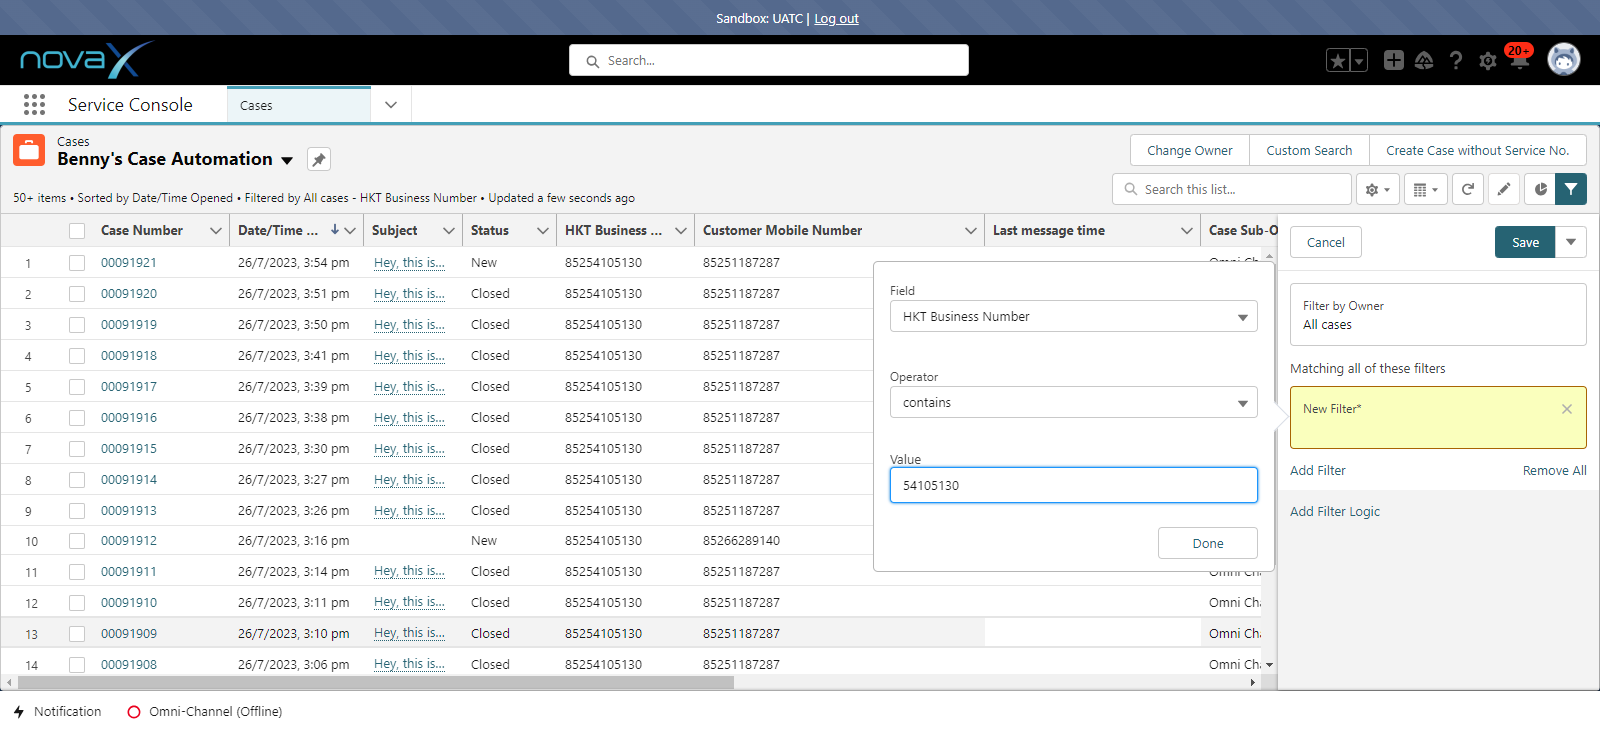 Sandbox: UATC | Log out
novax
Search...
20+
Service Console
Cases
Cases
Benny's Case Automation
Change Owner
Custom Search
Create Case without Service No.
50+ items • Sorted by Date/Time Opened • Filtered by All cases - HKT Business Number • Updated a few seconds ago
Search this list...
Case Number Date/Time ... Subject Status HKT Business ... Customer Mobile Number Last message time Case Sub-O
1 00091921 26/7/2023, 3:54 pm Hey, this is... New 85254105130 85251187287
2 00091920 26/7/2023, 3:51 pm Hey, this is... Closed 85254105130 85251187287
3 00091919 26/7/2023, 3:50 pm Hey, this is... Closed 85254105130 85251187287
4 00091918 26/7/2023, 3:41 pm Hey, this is... Closed 85254105130 85251187287
5 00091917 26/7/2023, 3:39 pm Hey, this is... Closed 85254105130 85251187287
6 00091916 26/7/2023, 3:38 pm Hey, this is... Closed 85254105130 85251187287
7 00091915 26/7/2023, 3:30 pm Hey, this is... Closed 85254105130 85251187287
8 00091914 26/7/2023, 3:27 pm Hey, this is... Closed 85254105130 85251187287
9 00091913 26/7/2023, 3:26 pm Hey, this is... Closed 85254105130 85251187287
10 00091912 26/7/2023, 3:16 pm New 85254105130 85266289140
11 00091911 26/7/2023, 3:14 pm Hey, this is... Closed 85254105130 85251187287
12 00091910 26/7/2023, 3:11 pm Hey, this is... Closed 85254105130 85251187287 Omni Cha
13 00091909 26/7/2023, 3:10 pm Hey, this is... Closed 85254105130 85251187287 Omni Cha
14 00091908 26/7/2023, 3:06 pm Hey, this is... Closed 85254105130 85251187287 Omni Cha
Field
HKT Business Number
Operator
contains
Value
54105130
Done
Cancel
Save
Filter by Owner
All cases
Matching all of these filters
New Filter*
Add Filter
Remove All
Add Filter Logic
Notification
Omni-Channel (Offline)